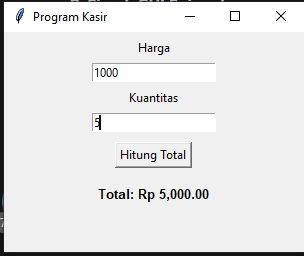 Program Kasir
Harga
1000
Kuantitas
5
Hitung Total
Total: Rp 5,000.00